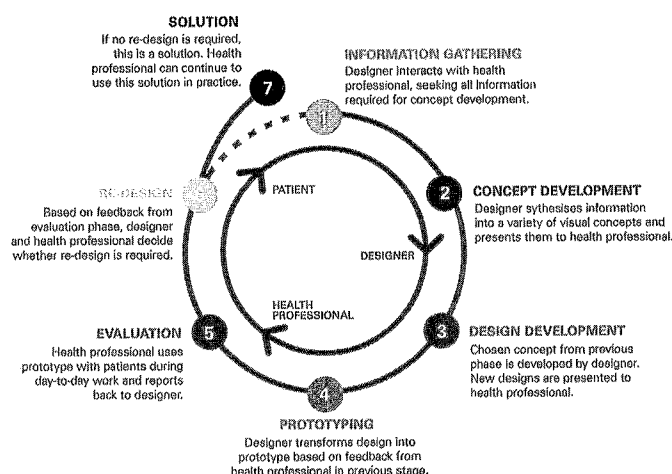 SOLUTION
If no re-design is required,
this is a solution. Health
professional can continue to
use this solution in practice.
7
1
INFORMATION GATHERING
Designer interacts with health
professional, seeking all information
required for concept development.
2
CONCEPT DEVELOPMENT
Designer sythesises information
into a variety of visual concepts and
presents them to health professional.
3
DESIGN DEVELOPMENT
Chosen concept from previous
phase is developed by designer.
New designs are presented to
health professional.
4
PROTOTYPING
Designer transforms design into
prototype based on feedback from
health professional in previous stage.
5
EVALUATION
Health professional uses
prototype with patients during
day-to-day work and reports
back to designer.
RE-DESIGN
Based on feedback from
evaluation phase, designer
and health professional decide
whether re-design is required.
PATIENT
DESIGNER
HEALTH
PROFESSIONAL